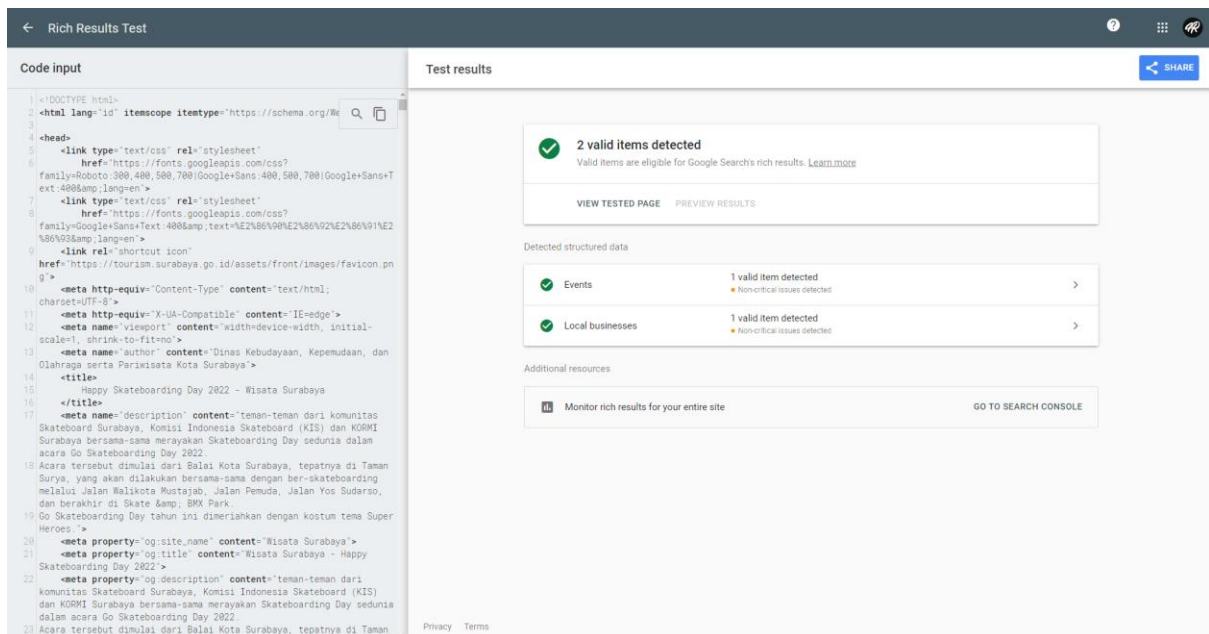 Rich Results Test
Code input
1 <!DOCTYPE html>
2 <html lang="id" itemscope itemtype="https://schema.org/We
3
4 <head>
5 <link type="text/css" rel="stylesheet"
6 href="https://fonts.googleapis.com/css?
family=Roboto:300,400,500,700|Google+Sans:400,500,700|Google+Sans+T
ext:400&amp;lang=en">
7 <link type="text/css" rel="stylesheet"
8 href="https://fonts.googleapis.com/css?
family=Google+Sans+Text:400&amp;text=%E2%86%90%E2%86%92%E2%86%91%E2
%86%93&amp;lang=en">
9 <link rel="shortcut icon"
href="https://tourism.surabaya.go.id/assets/front/images/favicon.pn
g">
10 <meta http-equiv="Content-Type" content="text/html;
charset=UTF-8">
11 <meta http-equiv="X-UA-Compatible" content="IE=edge">
12 <meta name="viewport" content="width=device-width, initial-
scale=1, shrink-to-fit=no">
13 <meta name="author" content="Dinas Kebudayaan, Kepemudaan, dan
Olahraga serta Pariwisata Kota Surabaya">
14 <title>
15 Happy Skateboarding Day 2022 - Wisata Surabaya
16 </title>
17 <meta name="description" content="teman-teman dari komunitas
Skateboard Surabaya, Komisi Indonesia Skateboard (KIS) dan KORMI
Surabaya bersama-sama merayakan Skateboarding Day sedunia dalam
acara Go Skateboarding Day 2022.
18 Acara tersebut dimulai dari Balai Kota Surabaya, tepatnya di Taman
Surya, yang akan dilakukan bersama-sama dengan ber-skateboarding
melalui Jalan Walikota Mustajab, Jalan Pemuda, Jalan Yos Sudarso,
dan berakhir di Skate &amp; BMX Park.
19 Go Skateboarding Day tahun ini dimeriahkan dengan kostum tema Super
Heroes.">
20 <meta property="og:site_name" content="Wisata Surabaya">
21 <meta property="og:title" content="Wisata Surabaya - Happy
Skateboarding Day 2022">
22 <meta property="og:description" content="teman-teman dari
komunitas Skateboard Surabaya, Komisi Indonesia Skateboard (KIS)
dan KORMI Surabaya bersama-sama merayakan Skateboarding Day sedunia
dalam acara Go Skateboarding Day 2022.
23 Acara tersebut dimulai dari Balai Kota Surabaya, tepatnya di Taman
Test results
SHARE
2 valid items detected
Valid items are eligible for Google Search's rich results. Learn more
VIEW TESTED PAGE PREVIEW RESULTS
Detected structured data
Events 1 valid item detected
Non-critical issues detected
Local businesses 1 valid item detected
Non-critical issues detected
Additional resources
Monitor rich results for your entire site GO TO SEARCH CONSOLE
Privacy Terms